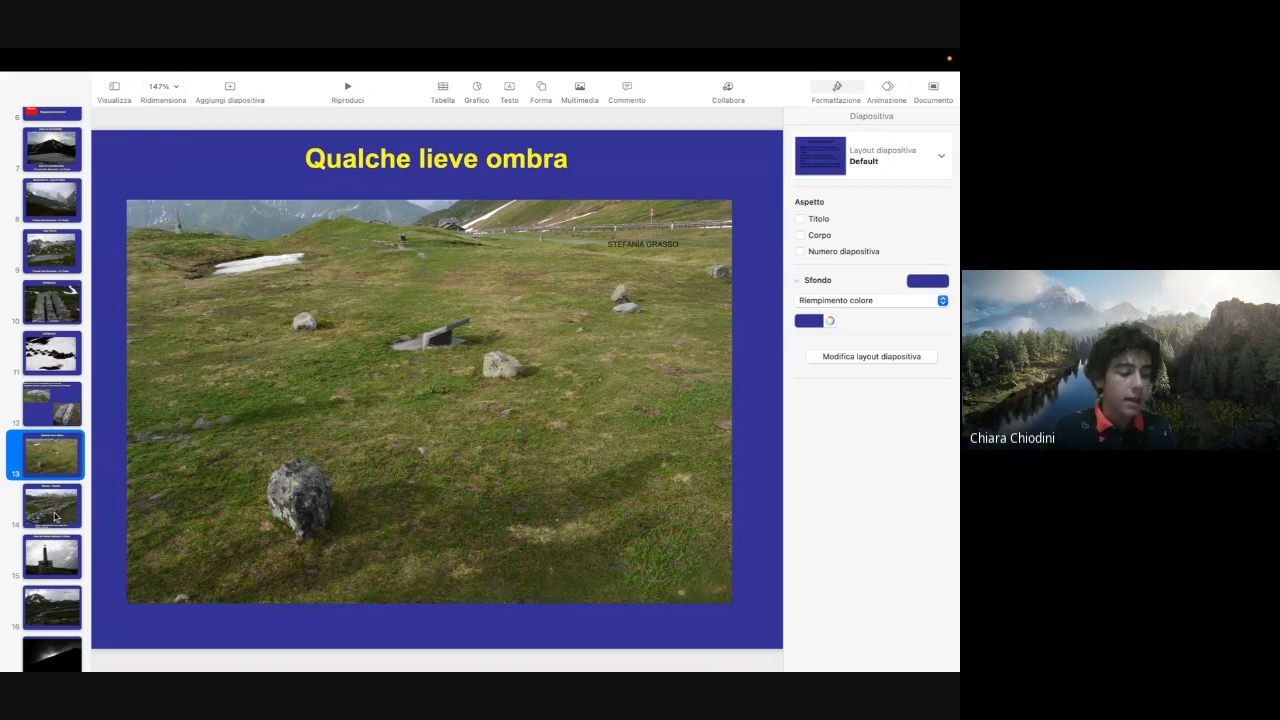 147%
Visualizza
Ridimensiona
Aggiungi diapositiva
Riproduci
Tabella
Grafico
Testo
Forma
Multimedia
Commento
Collabora
Formattazione
Animazione
Documento
Diapositiva
Layout diapositiva
Default
Aspetto
Titolo
Corpo
Numero diapositiva
Sfondo
Riempimento colore
Modifica layout diapositiva
6
7
8
9
10
11
12
13
14
15
16
Qualche lieve ombra
STEFANIA GRASSO
Chiara Chiodini